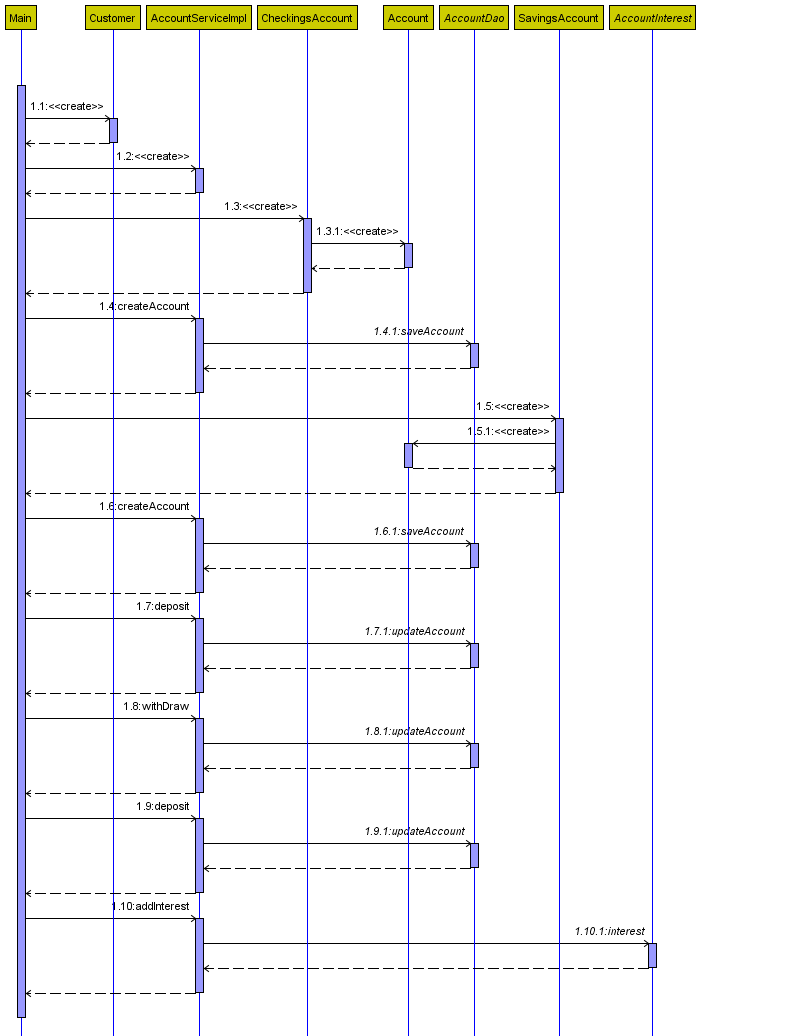 Main Customer AccountServiceImpl CheckingsAccount Account AccountDao SavingsAccount AccountInterest
1.1:<<create>>
1.2:<<create>>
1.3:<<create>>
1.3.1:<<create>>
1.4:createAccount
1.4.1:saveAccount
1.5:<<create>>
1.5.1:<<create>>
1.6:createAccount
1.6.1:saveAccount
1.7:deposit
1.7.1:updateAccount
1.8:withDraw
1.8.1:updateAccount
1.9:deposit
1.9.1:updateAccount
1.10:addInterest
1.10.1:interest